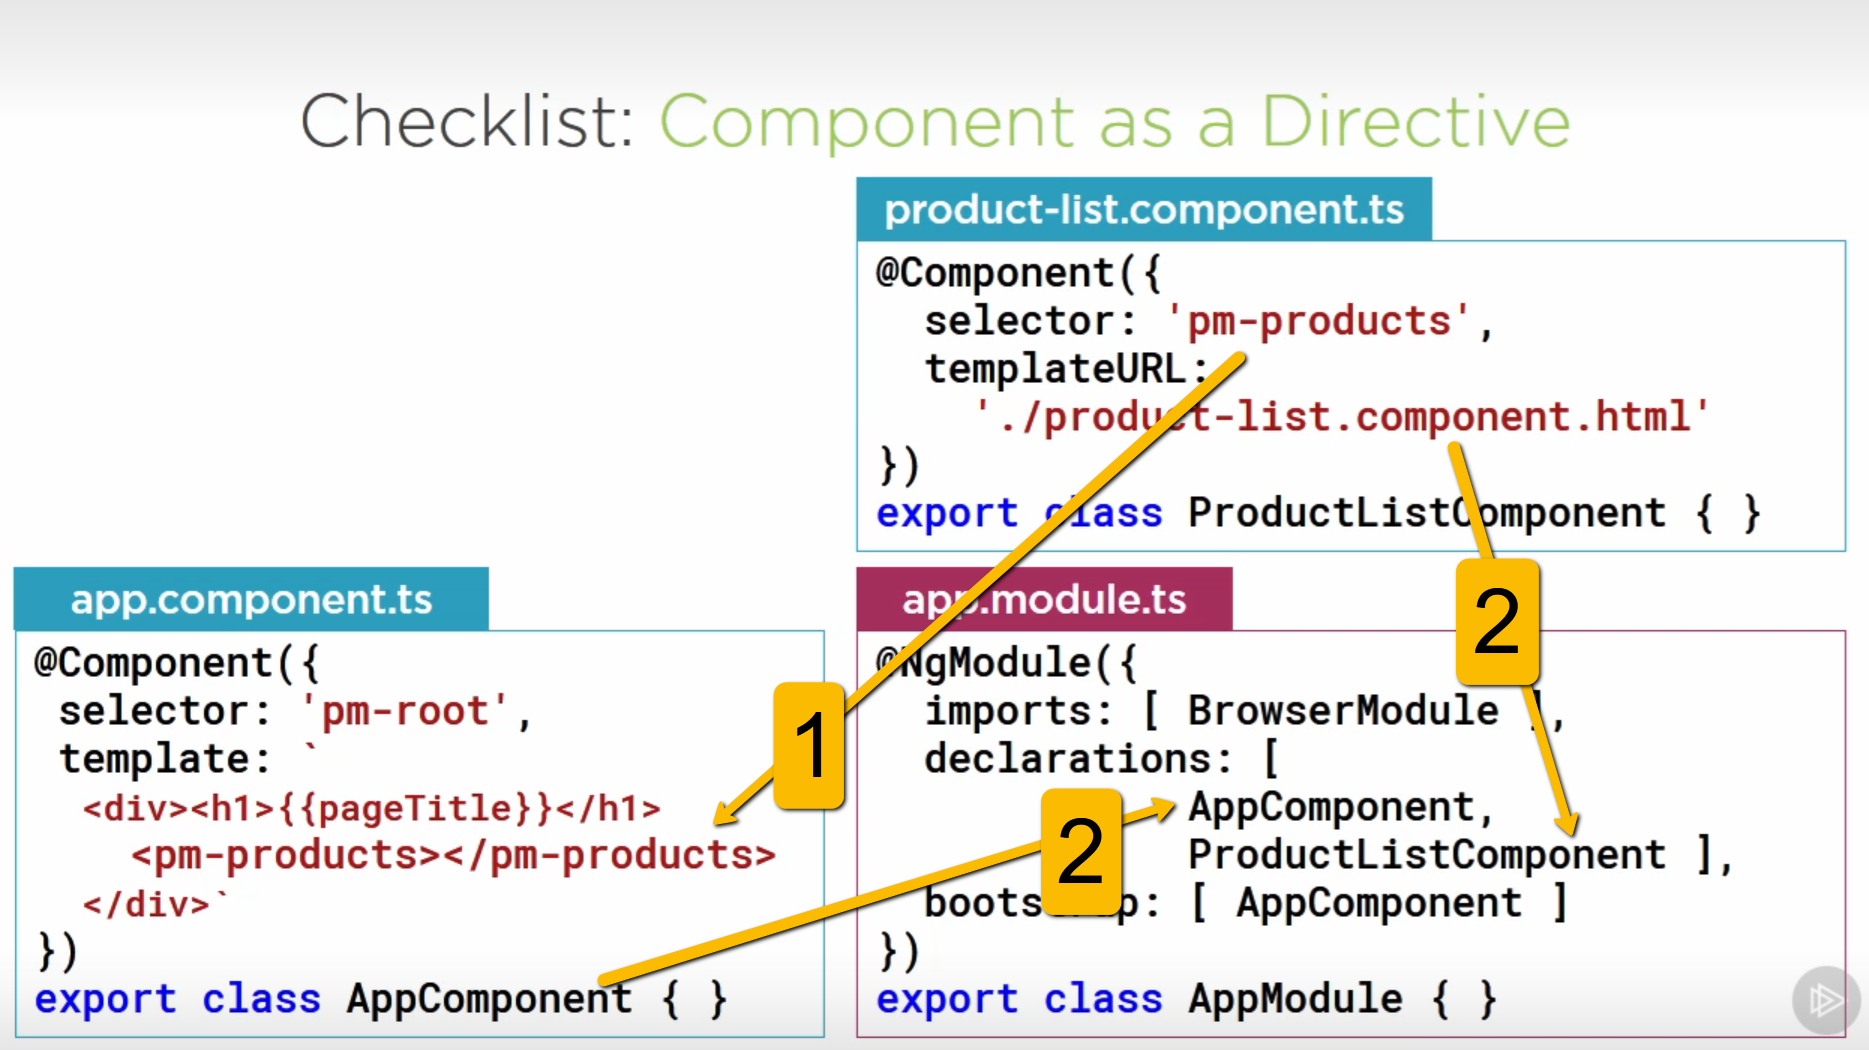 Checklist: Component as a Directive
product-list.component.ts
@Component({
selector: 'pm-products',
templateURL:
'./product-list.component.html'
})
export class ProductListComponent { }
app.component.ts
@Component({
selector: 'pm-root',
template: `
<div><h1>{{pageTitle}}</h1>
<pm-products></pm-products>
</div>`
})
export class AppComponent { }
app.module.ts
@NgModule({
imports: [ BrowserModule ],
declarations: [
AppComponent,
ProductListComponent ],
bootstrap: [ AppComponent ]
})
export class AppModule { }
1
2
2